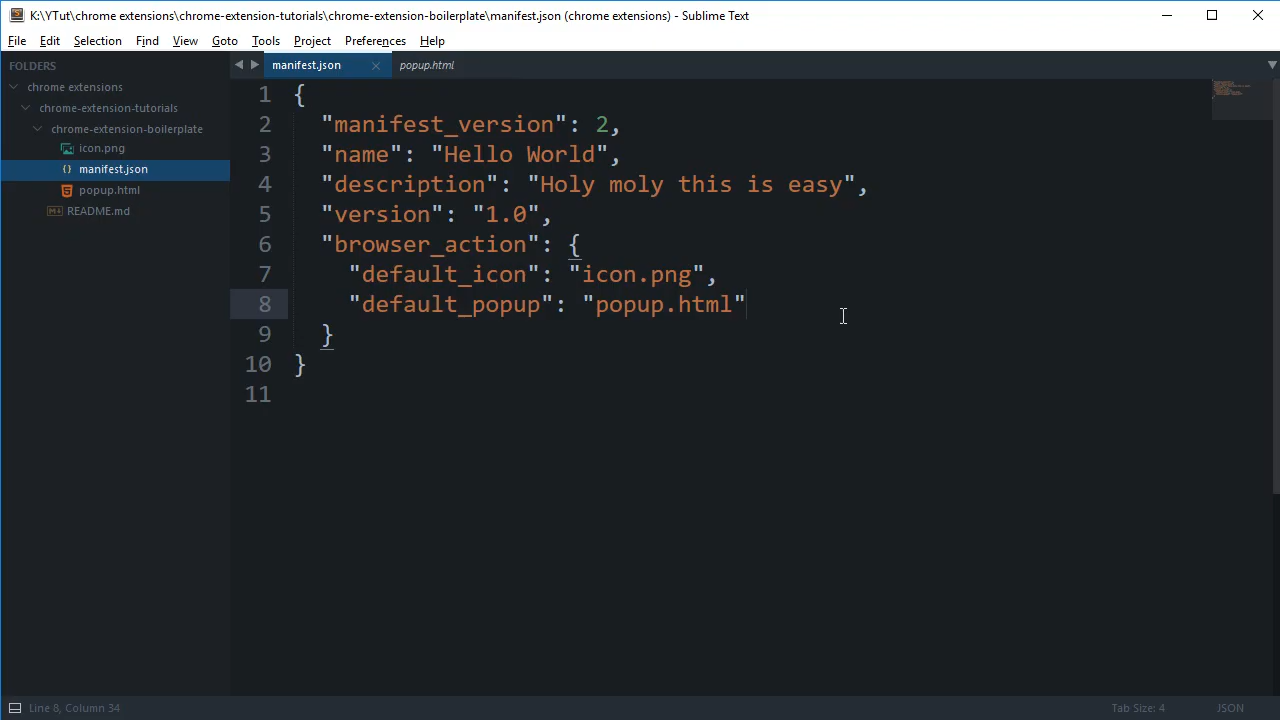 K:\YTut\chrome extensions\chrome-extension-tutorials\chrome-extension-boilerplate\manifest.json (chrome extensions) - Sublime Text
File Edit Selection Find View Goto Tools Project Preferences Help
FOLDERS
chrome extensions
chrome-extension-tutorials
chrome-extension-boilerplate
icon.png
{} manifest.json
popup.html
README.md
manifest.json popup.html
1 {
2 "manifest_version": 2,
3 "name": "Hello World",
4 "description": "Holy moly this is easy",
5 "version": "1.0",
6 "browser_action": {
7 "default_icon": "icon.png",
8 "default_popup": "popup.html"
9 }
10 }
11
Line 8, Column 34 Tab Size: 4 JSON